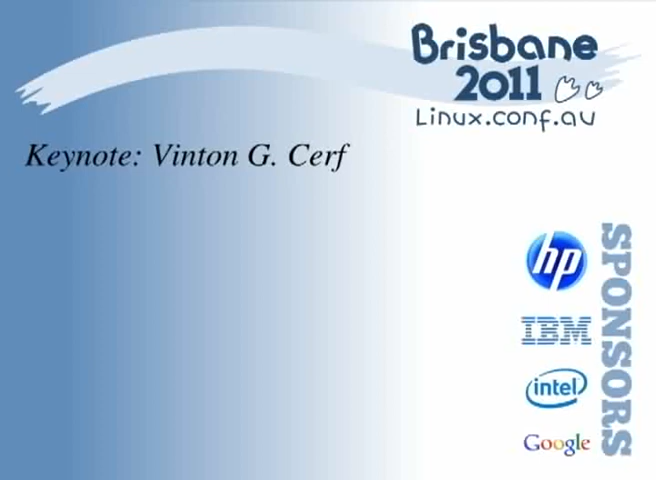 Brisbane
2011
Linux.conf.au
Keynote: Vinton G. Cerf
hp
IBM
intel
Google
SPONSORS